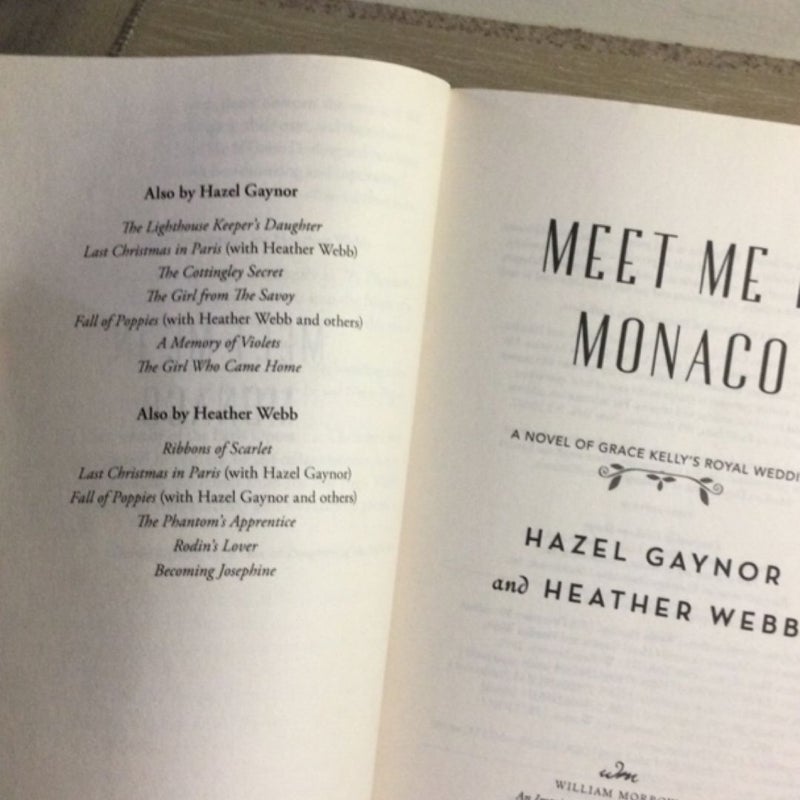 Also by Hazel Gaynor
The Lighthouse Keeper's Daughter
Last Christmas in Paris (with Heather Webb)
The Cottingley Secret
The Girl from The Savoy
Fall of Poppies (with Heather Webb and others)
A Memory of Violets
The Girl Who Came Home
Also by Heather Webb
Ribbons of Scarlet
Last Christmas in Paris (with Hazel Gaynor)
Fall of Poppies (with Hazel Gaynor and others)
The Phantom's Apprentice
Rodin's Lover
Becoming Josephine
MEET ME
MONACO
A NOVEL OF GRACE KELLY'S ROYAL
HAZEL GAYNOR
and HEATHER WEBB
wm
WILLIAM
An